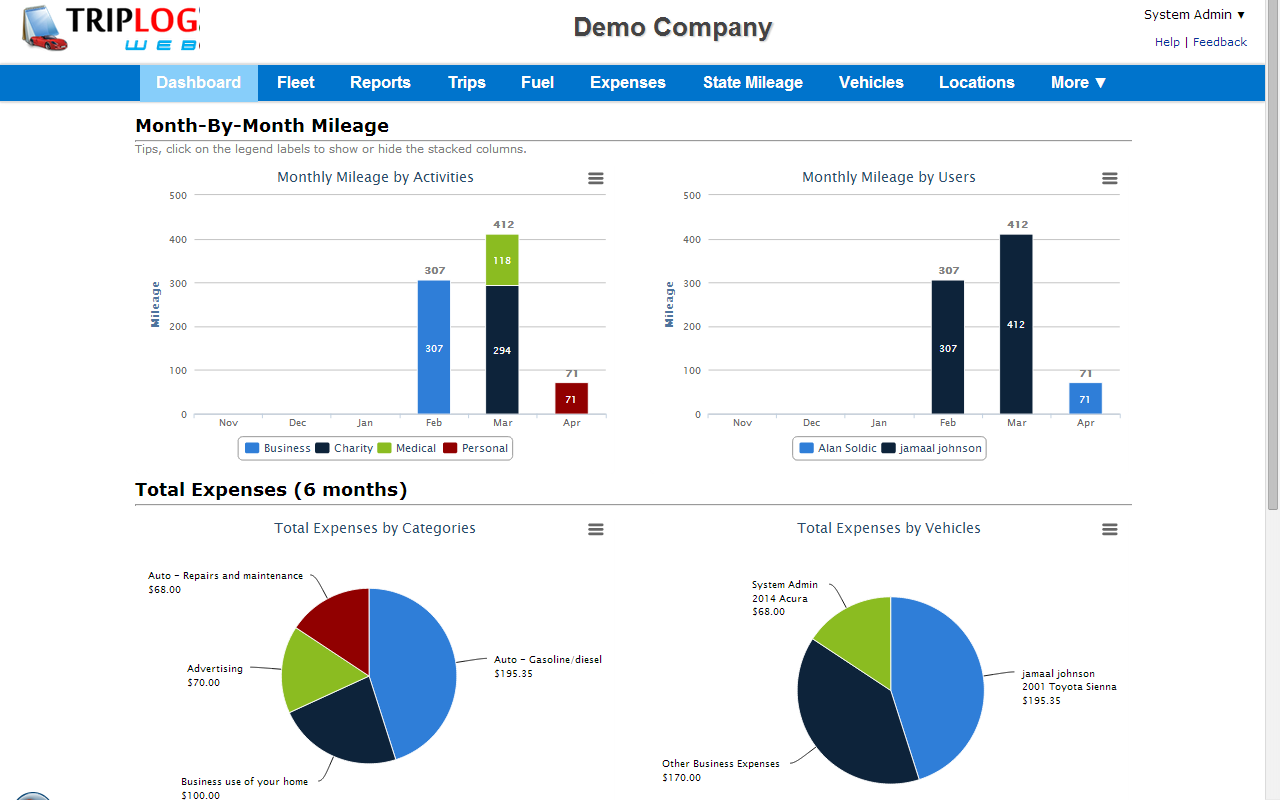 TRIPLOG
WEB
Demo Company
System Admin ▼
Help | Feedback
Dashboard Fleet Reports Trips Fuel Expenses State Mileage Vehicles Locations More ▼
Month-By-Month Mileage
Tips, click on the legend labels to show or hide the stacked columns.
Monthly Mileage by Activities
Mileage
500
400
300
200
100
0
307
307
412
118
294
71
71
Nov Dec Jan Feb Mar Apr
Business Charity Medical Personal
Monthly Mileage by Users
Mileage
500
400
300
200
100
0
307
307
412
412
71
71
Nov Dec Jan Feb Mar Apr
Alan Soldic jamaal johnson
Total Expenses (6 months)
Total Expenses by Categories
Auto - Repairs and maintenance
$68.00
Advertising
$70.00
Auto - Gasoline/diesel
$195.35
Business use of your home
$100.00
Total Expenses by Vehicles
System Admin
2014 Acura
$68.00
jamaal johnson
2001 Toyota Sienna
$195.35
Other Business Expenses
$170.00